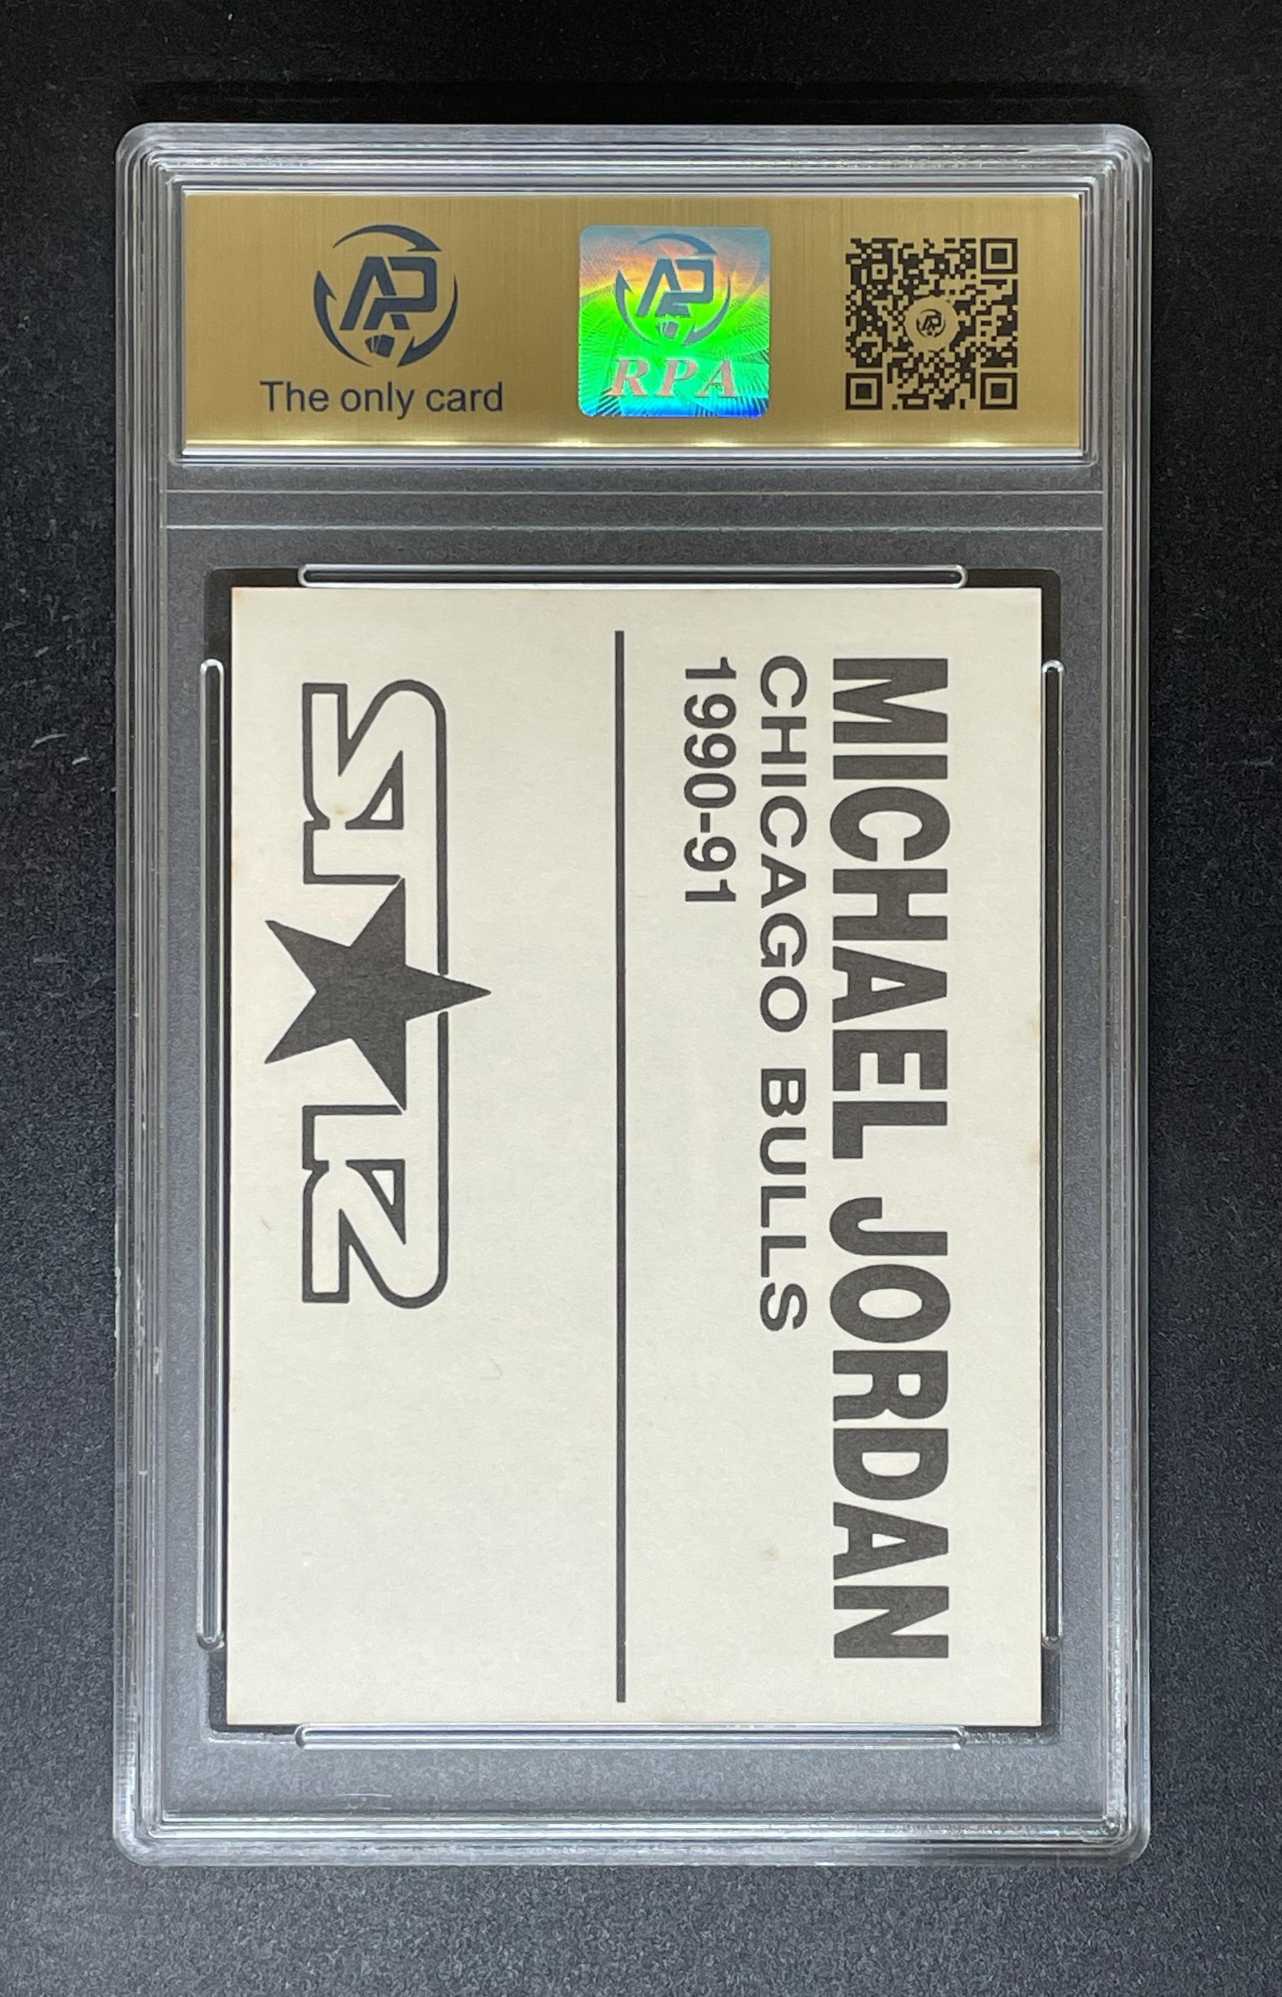 The only card
RPA
MICHAEL JORDAN
CHICAGO BULLS
1990-91
STAR